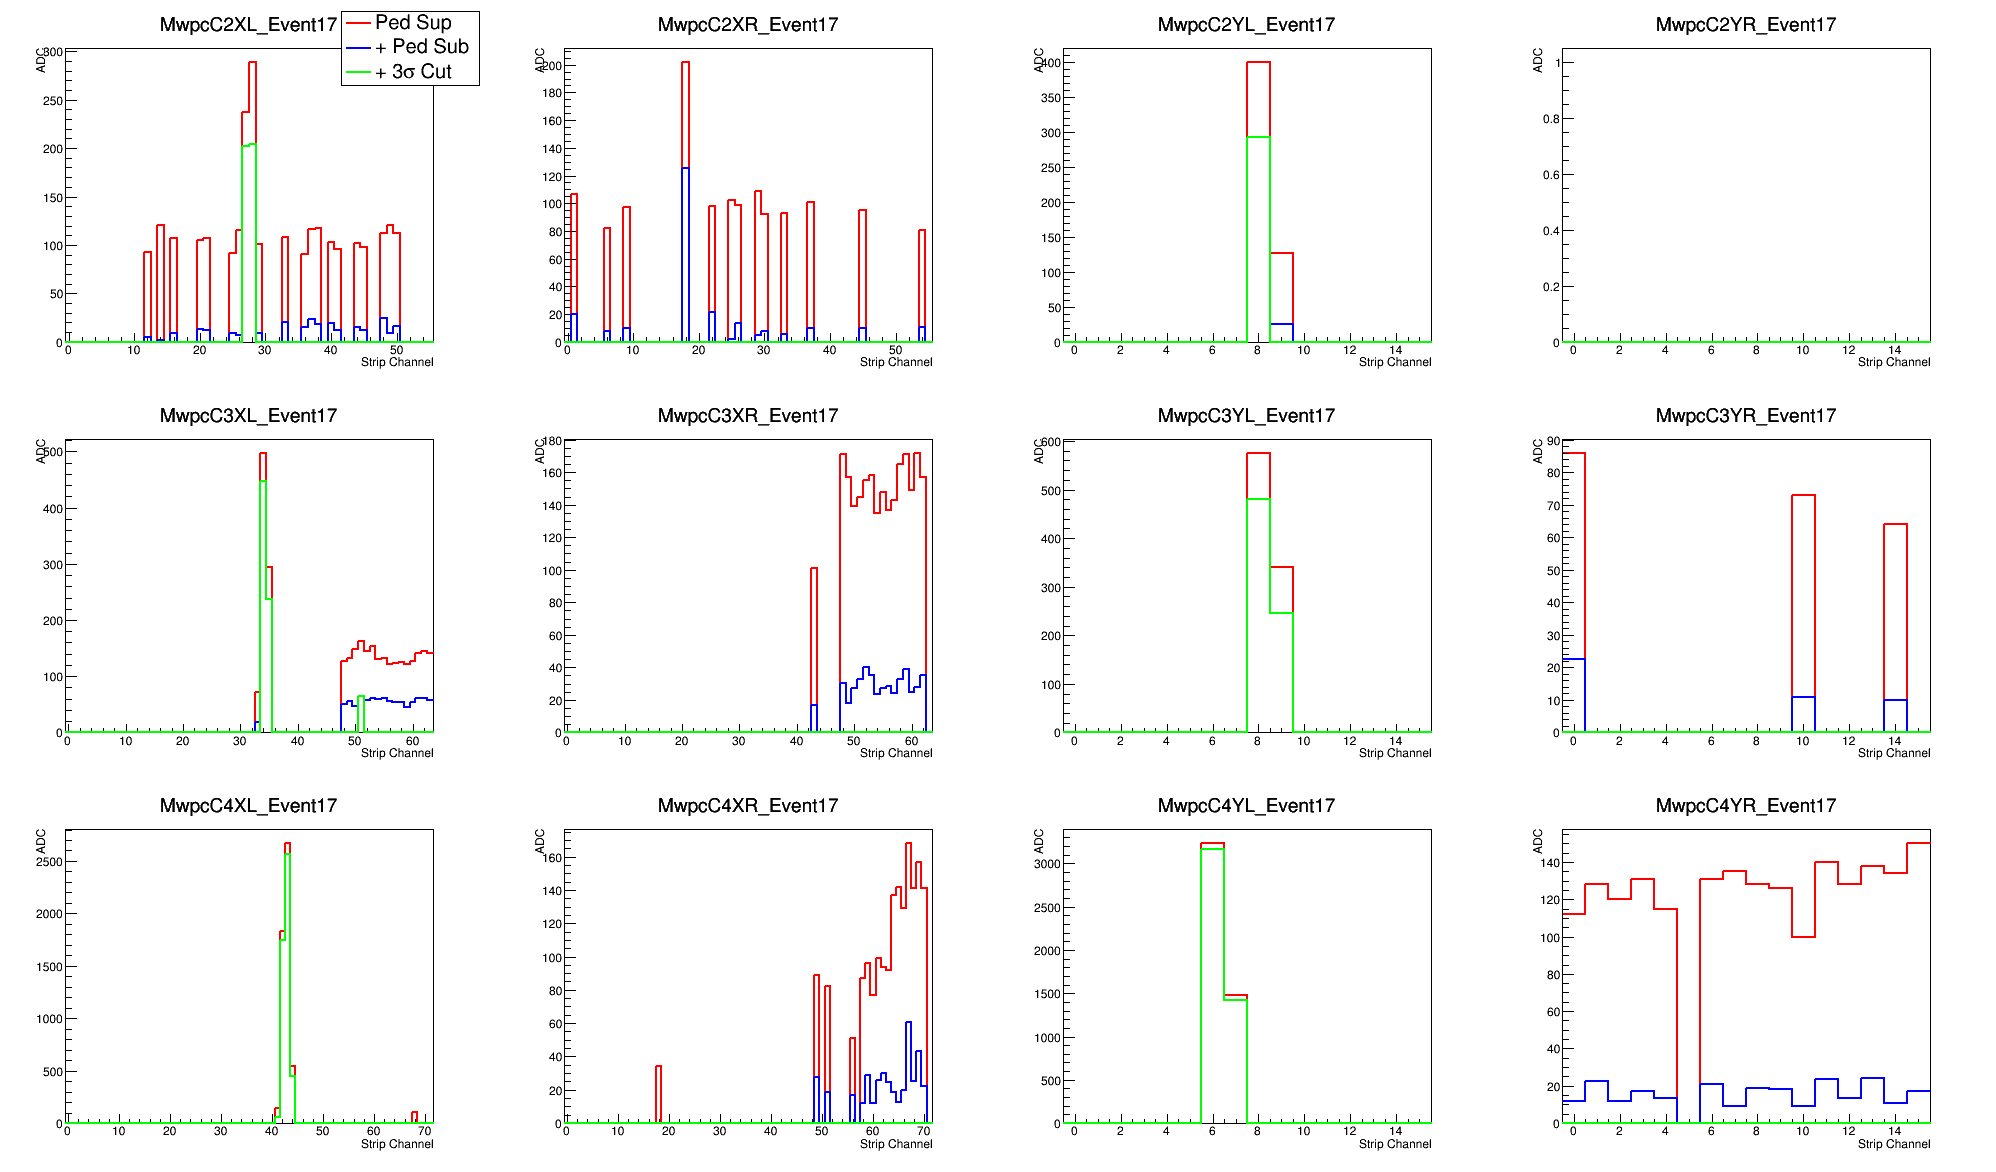 MwpcC2XL_Event17
Ped Sup
+ Ped Sub
+ 3σ Cut
ADC
300
250
200
150
100
50
0
0 10 20 30 40 50
Strip Channel
MwpcC2XR_Event17
ADC
200
180
160
140
120
100
80
60
40
20
0
0 10 20 30 40 50
Strip Channel
MwpcC2YL_Event17
ADC
400
350
300
250
200
150
100
50
0
0 2 4 6 8 10 12 14
Strip Channel
MwpcC2YR_Event17
ADC
1
0.8
0.6
0.4
0.2
0
0 2 4 6 8 10 12 14
Strip Channel
MwpcC3XL_Event17
ADC
500
400
300
200
100
0
0 10 20 30 40 50 60
Strip Channel
MwpcC3XR_Event17
ADC
180
160
140
120
100
80
60
40
20
0
0 10 20 30 40 50 60
Strip Channel
MwpcC3YL_Event17
ADC
600
500
400
300
200
100
0
0 2 4 6 8 10 12 14
Strip Channel
MwpcC3YR_Event17
ADC
90
80
70
60
50
40
30
20
10
0
0 2 4 6 8 10 12 14
Strip Channel
MwpcC4XL_Event17
ADC
2500
2000
1500
1000
500
0
0 10 20 30 40 50 60 70
Strip Channel
MwpcC4XR_Event17
ADC
160
140
120
100
80
60
40
20
0
0 10 20 30 40 50 60 70
Strip Channel
MwpcC4YL_Event17
ADC
3000
2500
2000
1500
1000
500
0
0 2 4 6 8 10 12 14
Strip Channel
MwpcC4YR_Event17
ADC
140
120
100
80
60
40
20
0
0 2 4 6 8 10 12 14
Strip Channel